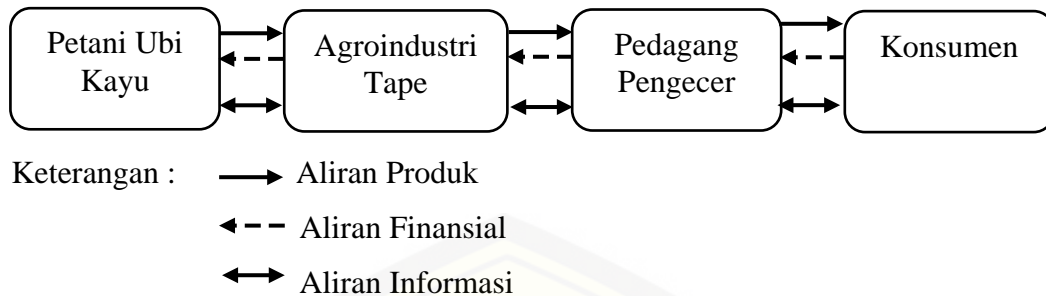 Petani Ubi
Kayu
Agroindustri
Tape
Pedagang
Pengecer
Konsumen
Keterangan :
Aliran Produk
Aliran Finansial
Aliran Informasi